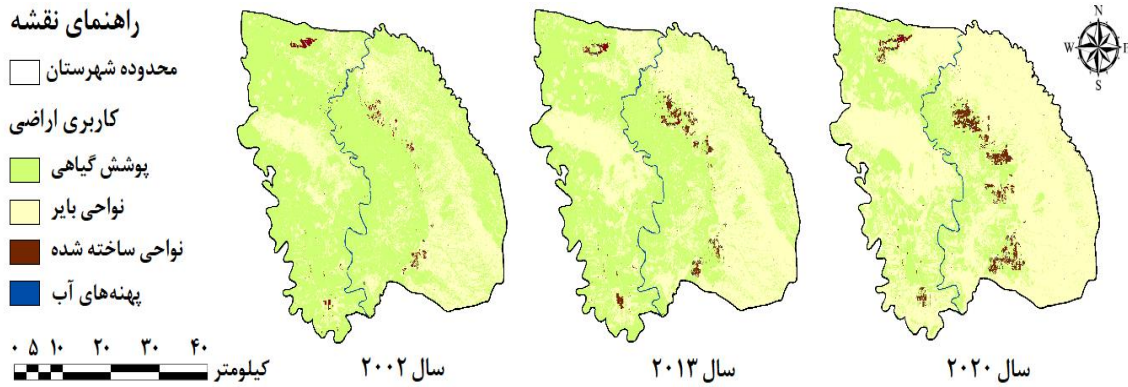 راهنمای نقشه
محدوده شهرستان
کاربری اراضی
پوشش گیاهی
نواحی بایر
نواحی ساخته شده
پهنه‌های آب
۰ ۵ ۱۰ ۲۰ ۳۰ ۴۰
کیلومتر
سال ۲۰۰۲
سال ۲۰۱۳
سال ۲۰۲۰
N
W E
S